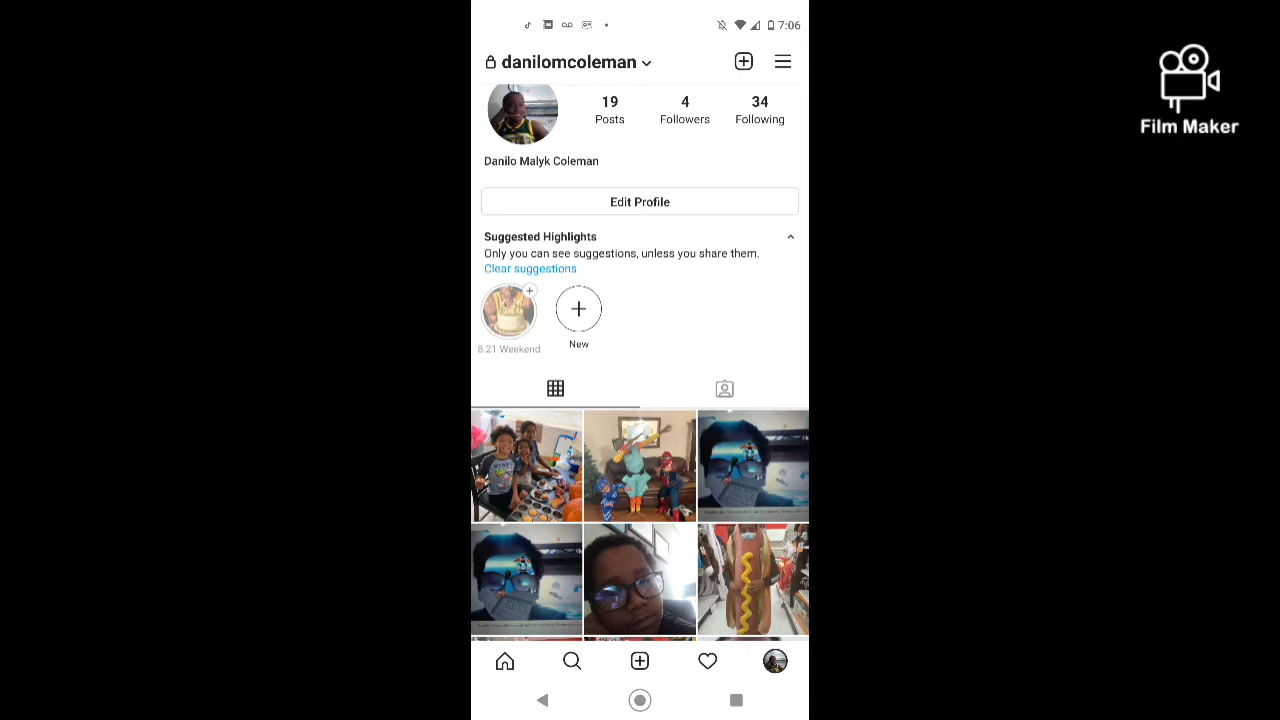 7:06
danilomcoleman
19 4 34
Posts Followers Following
Danilo Malyk Coleman
Edit Profile
Suggested Highlights
Only you can see suggestions, unless you share them.
Clear suggestions
8.21 Weekend
New
Film Maker